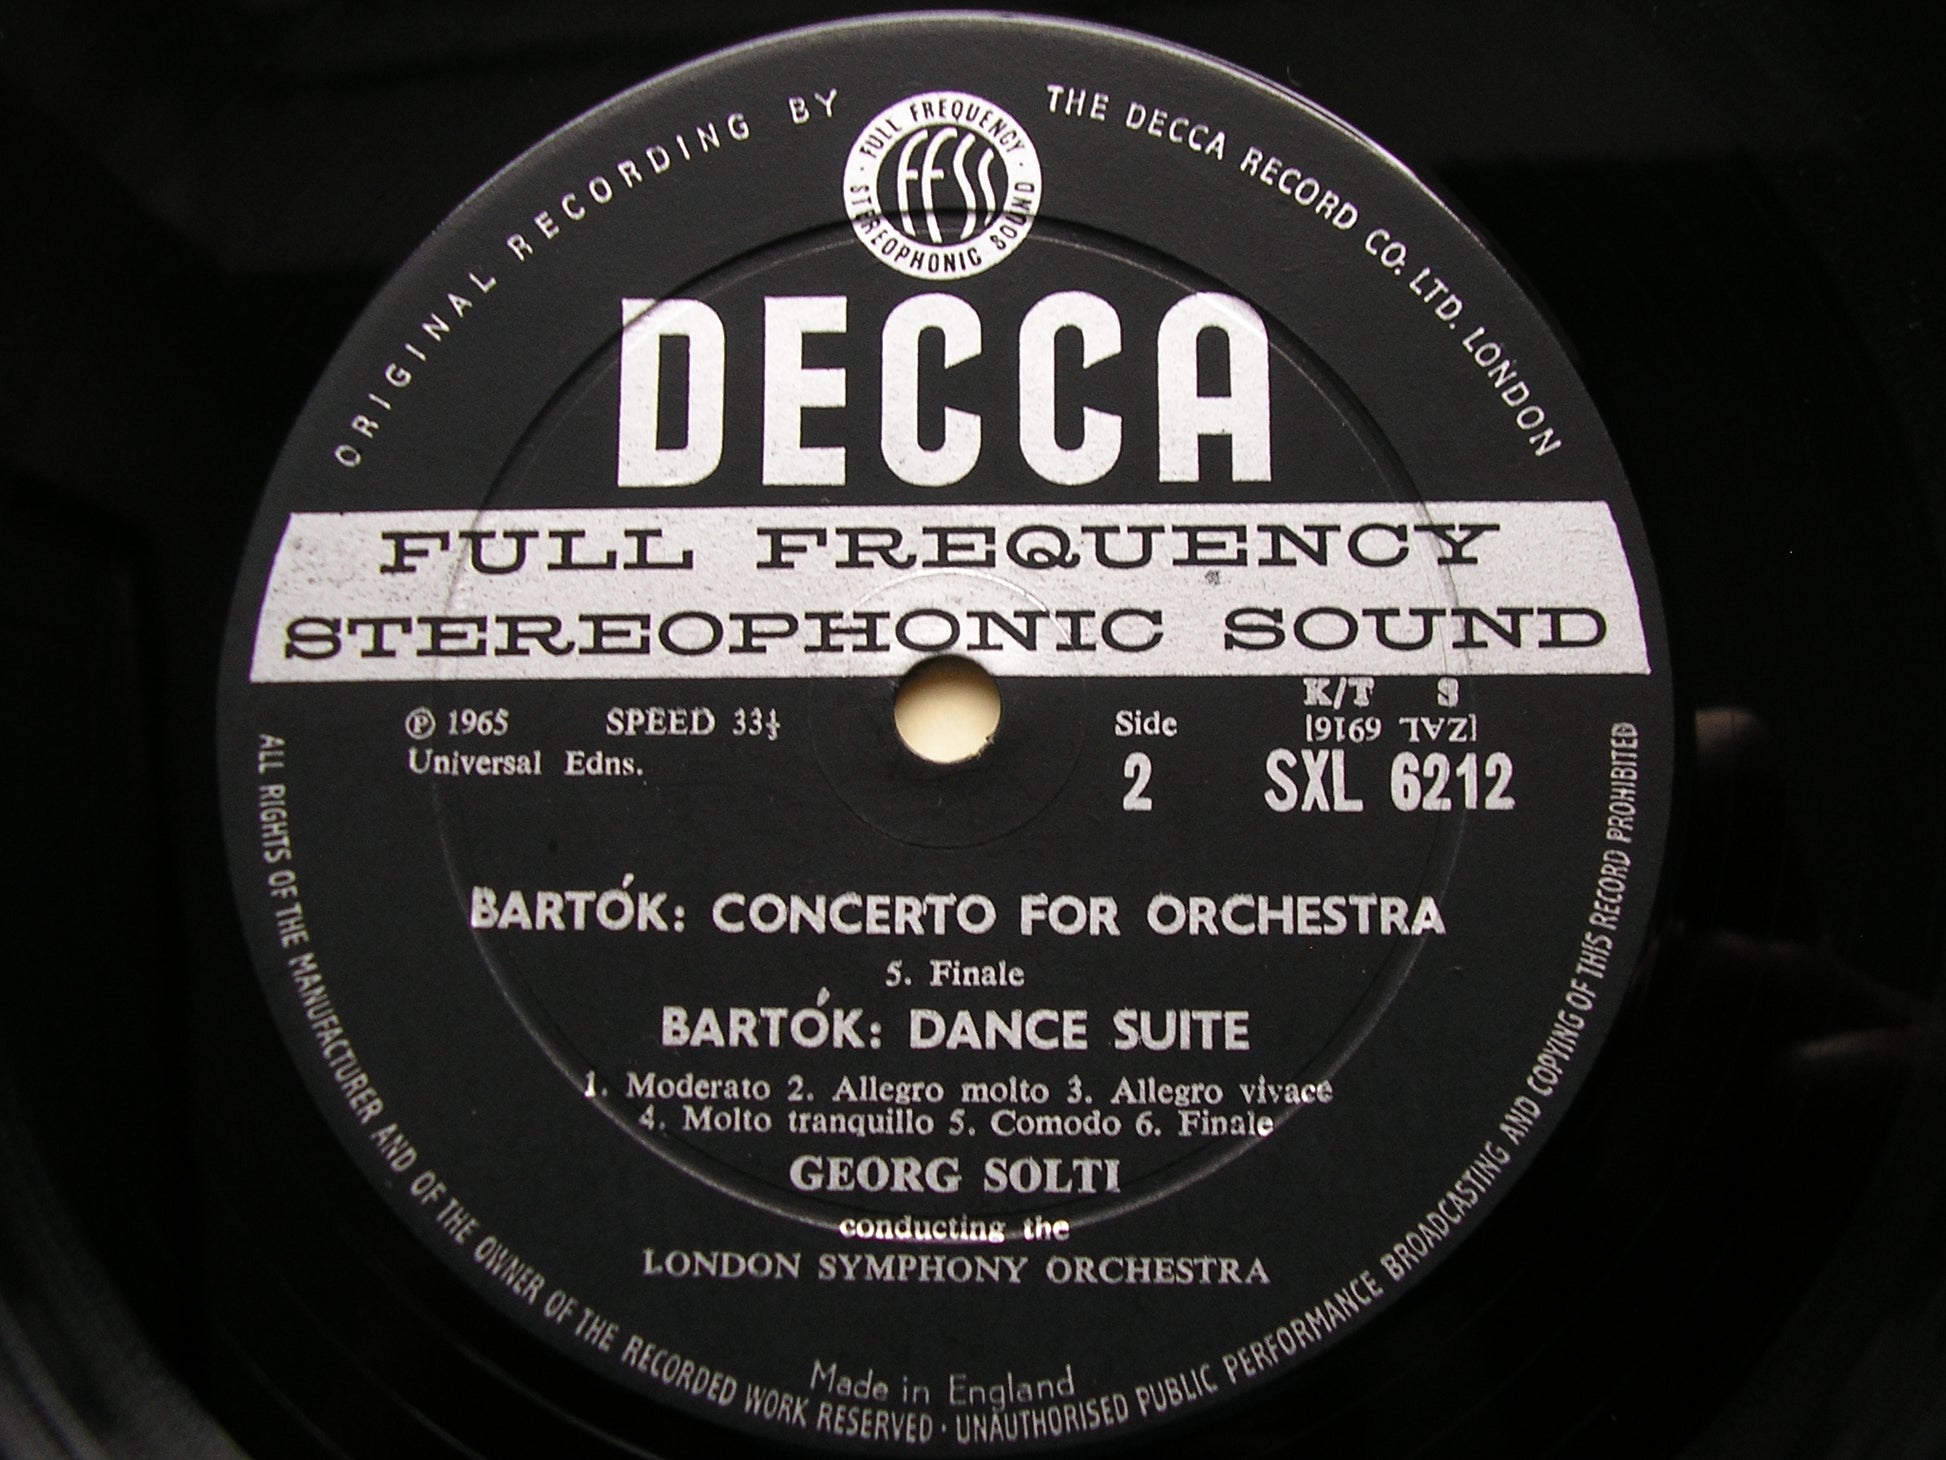 ORIGINAL RECORDING BY
THE DECCA RECORD CO. LTD. LONDON
FULL FREQUENCY
FFSS
STEREOPHONIC SOUND
DECCA
FULL FREQUENCY
STEREOPHONIC SOUND
K/T S
Ⓟ 1965 SPEED 33⅓ Side [ZAL 6916]
Universal Edns. 2 SXL 6212
BARTÓK: CONCERTO FOR ORCHESTRA
5. Finale
BARTÓK: DANCE SUITE
1. Moderato 2. Allegro molto 3. Allegro vivace
4. Molto tranquillo 5. Comodo 6. Finale
GEORG SOLTI
conducting the
LONDON SYMPHONY ORCHESTRA
Made in England
ALL RIGHTS OF THE MANUFACTURER AND OF THE OWNER OF THE RECORDED WORK RESERVED · UNAUTHORISED PUBLIC PERFORMANCE BROADCASTING AND COPYING OF THIS RECORD PROHIBITED